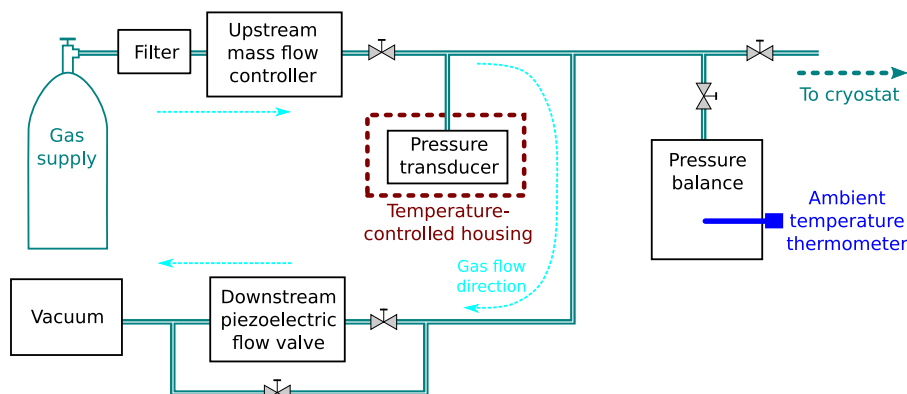 Upstream
mass flow
controller
Filter
Gas
supply
To cryostat
Pressure
transducer
Pressure
balance
Temperature-
controlled housing
Ambient
temperature
thermometer
Gas flow
direction
Vacuum
Downstream
piezoelectric
flow valve